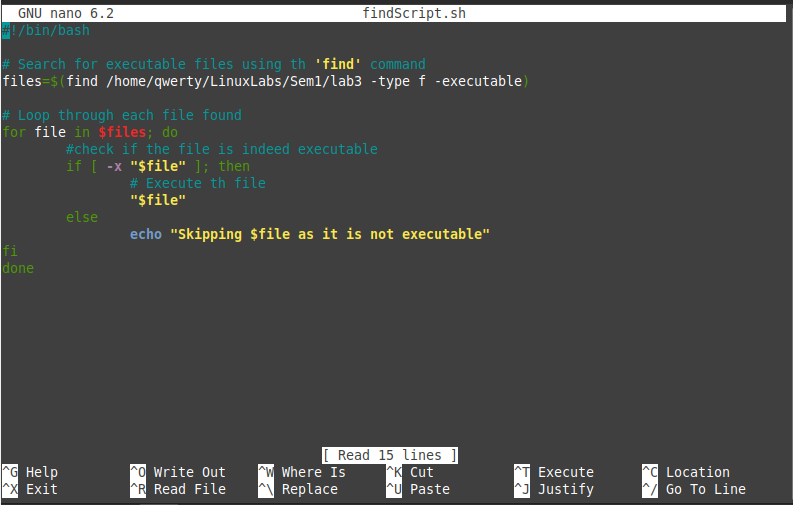 GNU nano 6.2 findScript.sh
#!/bin/bash
# Search for executable files using th 'find' command
files=$(find /home/qwerty/LinuxLabs/Sem1/lab3 -type f -executable)
# Loop through each file found
for file in $files; do
#check if the file is indeed executable
if [ -x "$file" ]; then
# Execute th file
"$file"
else
echo "Skipping $file as it is not executable"
fi
done
[ Read 15 lines ]
^G Help ^O Write Out ^W Where Is ^K Cut ^T Execute ^C Location
^X Exit ^R Read File ^\ Replace ^U Paste ^J Justify ^/ Go To Line